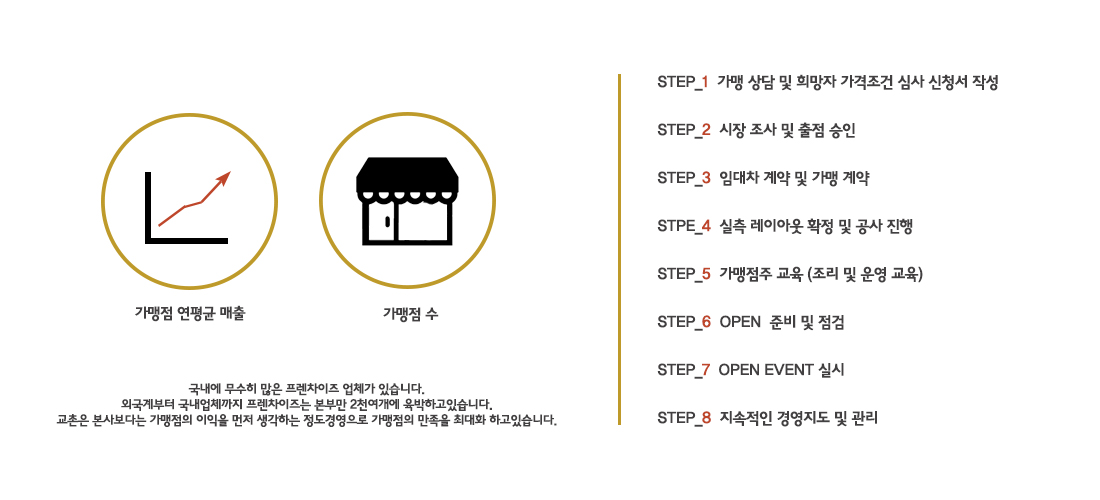 가맹점 연평균 매출
가맹점 수
국내에 무수히 많은 프렌차이즈 업체가 있습니다.
외국계부터 국내업체까지 프렌차이즈는 본부만 2천여개에 육박하고있습니다.
교촌은 본사보다는 가맹점의 이익을 먼저 생각하는 정도경영으로 가맹점의 만족을 최대화 하고있습니다.
STEP_1 가맹 상담 및 희망자 가격조건 심사 신청서 작성
STEP_2 시장 조사 및 출점 승인
STEP_3 임대차 계약 및 가맹 계약
STPE_4 실측 레이아웃 확정 및 공사 진행
STEP_5 가맹점주 교육 (조리 및 운영 교육)
STEP_6 OPEN 준비 및 점검
STEP_7 OPEN EVENT 실시
STEP_8 지속적인 경영지도 및 관리